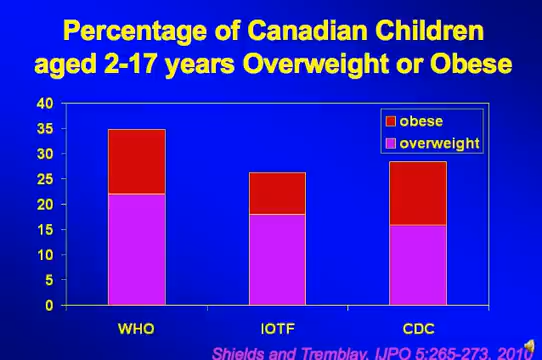 Percentage of Canadian Children
aged 2-17 years Overweight or Obese
40
35
30
25
20
15
10
5
0
obese
overweight
WHO
IOTF
CDC
Shields and Tremblay, IJPO 5:265-273, 2010